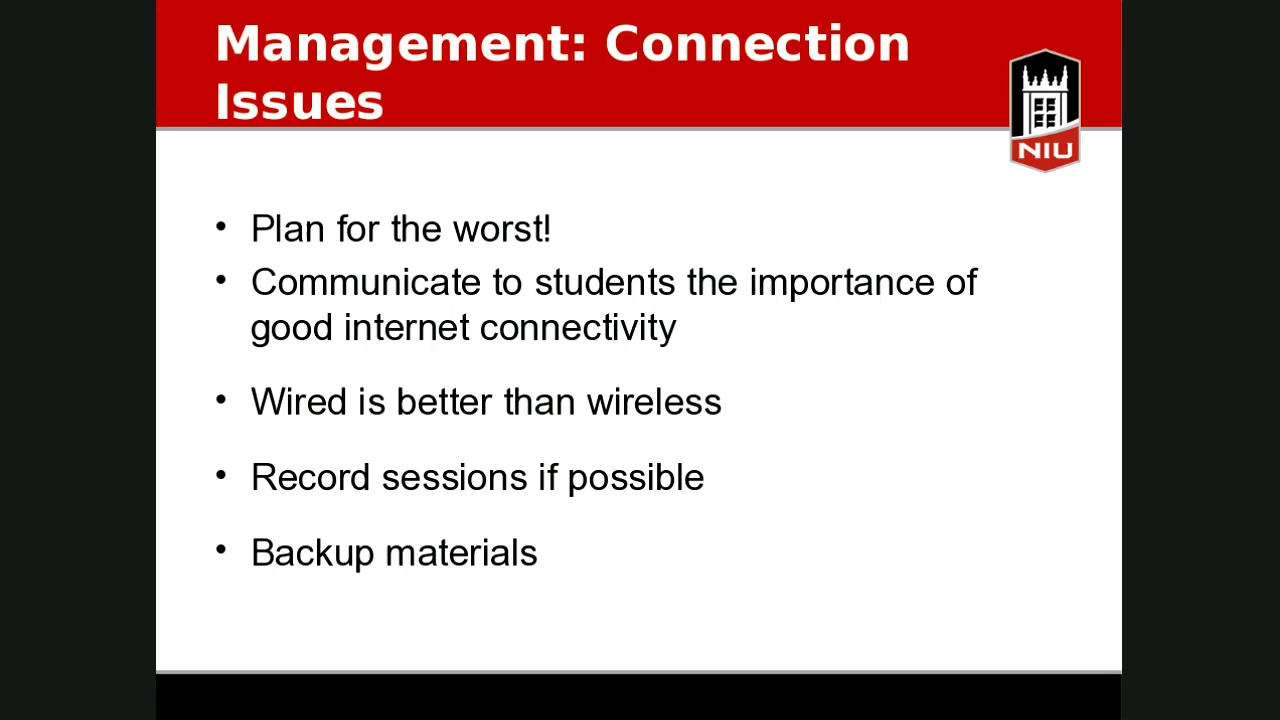 Management: Connection
Issues
NIU
• Plan for the worst!
• Communicate to students the importance of
good internet connectivity
• Wired is better than wireless
• Record sessions if possible
• Backup materials